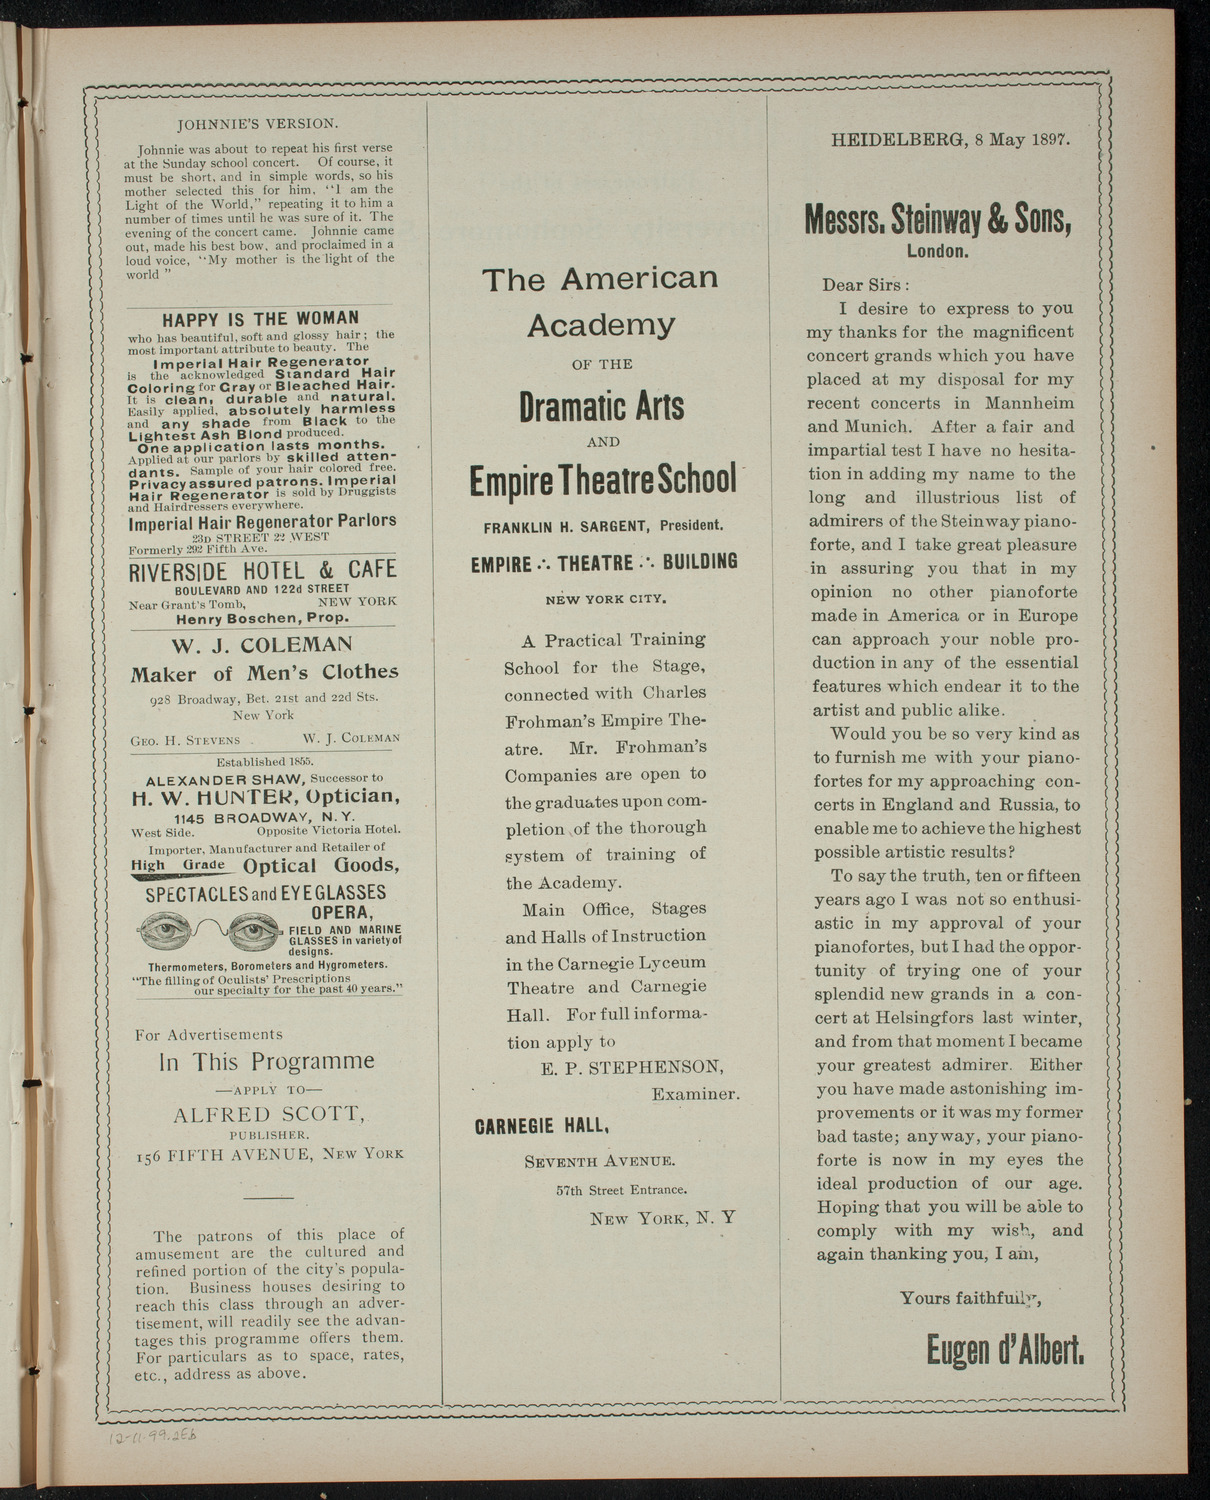 JOHNNIE'S VERSION.
Johnnie was about to repeat his first verse
at the Sunday school concert. Of course, it
must be short, and in simple words, so his
mother selected this for him, "I am the
Light of the World," repeating it to him a
number of times until he was sure of it. The
evening of the concert came. Johnnie came
out, made his best bow, and proclaimed in a
loud voice, "My mother is the light of the
world "
HAPPY IS THE WOMAN
who has beautiful, soft and glossy hair; the
most important attribute to beauty. The
Imperial Hair Regenerator
is the acknowledged Standard Hair
Coloring for Gray or Bleached Hair.
It is clean, durable and natural.
Easily applied, absolutely harmless
and any shade from Black to the
Lightest Ash Blond produced.
One application lasts months.
Applied at our parlors by skilled atten-
dants. Sample of your hair colored free.
Privacy assured patrons. Imperial
Hair Regenerator is sold by Druggists
and Hairdressers everywhere.
Imperial Hair Regenerator Parlors
23D STREET 22 WEST
Formerly 292 Fifth Ave.
RIVERSIDE HOTEL & CAFE
BOULEVARD AND 122d STREET
Near Grant's Tomb, NEW YORK
Henry Boschen, Prop.
W. J. COLEMAN
Maker of Men's Clothes
928 Broadway, Bet. 21st and 22d Sts.
New York
GEO. H. STEVENS . W. J. COLEMAN
Established 1855.
ALEXANDER SHAW, Successor to
H. W. HUNTER, Optician,
1145 BROADWAY, N. Y.
West Side. Opposite Victoria Hotel.
Importer, Manufacturer and Retailer of
High Grade Optical Goods,
SPECTACLES and EYEGLASSES
OPERA,
FIELD AND MARINE
GLASSES in variety of
designs.
Thermometers, Borometers and Hygrometers.
"The filling of Oculists' Prescriptions
our specialty for the past 40 years."
For Advertisements
In This Programme
—APPLY TO—
ALFRED SCOTT,
PUBLISHER.
156 FIFTH AVENUE, NEW YORK
The patrons of this place of
amusement are the cultured and
refined portion of the city's popula-
tion. Business houses desiring to
reach this class through an adver-
tisement, will readily see the advan-
tages this programme offers them.
For particulars as to space, rates,
etc., address as above.
12-11-99.2Eb
The American
Academy
OF THE
Dramatic Arts
AND
Empire Theatre School
FRANKLIN H. SARGENT, President.
EMPIRE ∴ THEATRE ∴ BUILDING
NEW YORK CITY.
A Practical Training
School for the Stage,
connected with Charles
Frohman's Empire The-
atre. Mr. Frohman's
Companies are open to
the graduates upon com-
pletion of the thorough
system of training of
the Academy.
Main Office, Stages
and Halls of Instruction
in the Carnegie Lyceum
Theatre and Carnegie
Hall. For full informa-
tion apply to
E. P. STEPHENSON,
Examiner.
CARNEGIE HALL,
SEVENTH AVENUE.
57th Street Entrance.
NEW YORK, N. Y
HEIDELBERG, 8 May 1897.
Messrs. Steinway & Sons,
London.
Dear Sirs :
I desire to express to you
my thanks for the magnificent
concert grands which you have
placed at my disposal for my
recent concerts in Mannheim
and Munich. After a fair and
impartial test I have no hesita-
tion in adding my name to the
long and illustrious list of
admirers of the Steinway piano-
forte, and I take great pleasure
in assuring you that in my
opinion no other pianoforte
made in America or in Europe
can approach your noble pro-
duction in any of the essential
features which endear it to the
artist and public alike.
Would you be so very kind as
to furnish me with your piano-
fortes for my approaching con-
certs in England and Russia, to
enable me to achieve the highest
possible artistic results?
To say the truth, ten or fifteen
years ago I was not so enthusi-
astic in my approval of your
pianofortes, but I had the oppor-
tunity of trying one of your
splendid new grands in a con-
cert at Helsingfors last winter,
and from that moment I became
your greatest admirer. Either
you have made astonishing im-
provements or it was my former
bad taste; anyway, your piano-
forte is now in my eyes the
ideal production of our age.
Hoping that you will be able to
comply with my wish, and
again thanking you, I am,
Yours faithfully,
Eugen d'Albert.